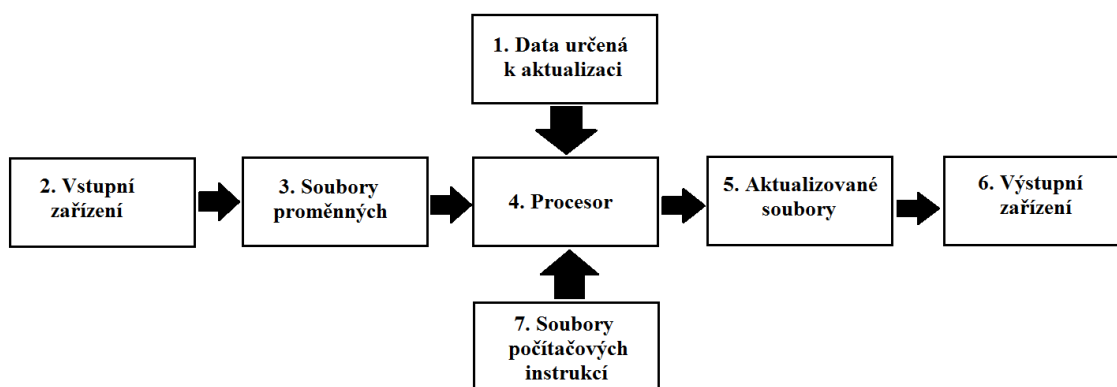 1. Data určená
k aktualizaci
2. Vstupní
zařízení
3. Soubory
proměnných
4. Procesor
5. Aktualizované
soubory
6. Výstupní
zařízení
7. Soubory
počítačových
instrukcí